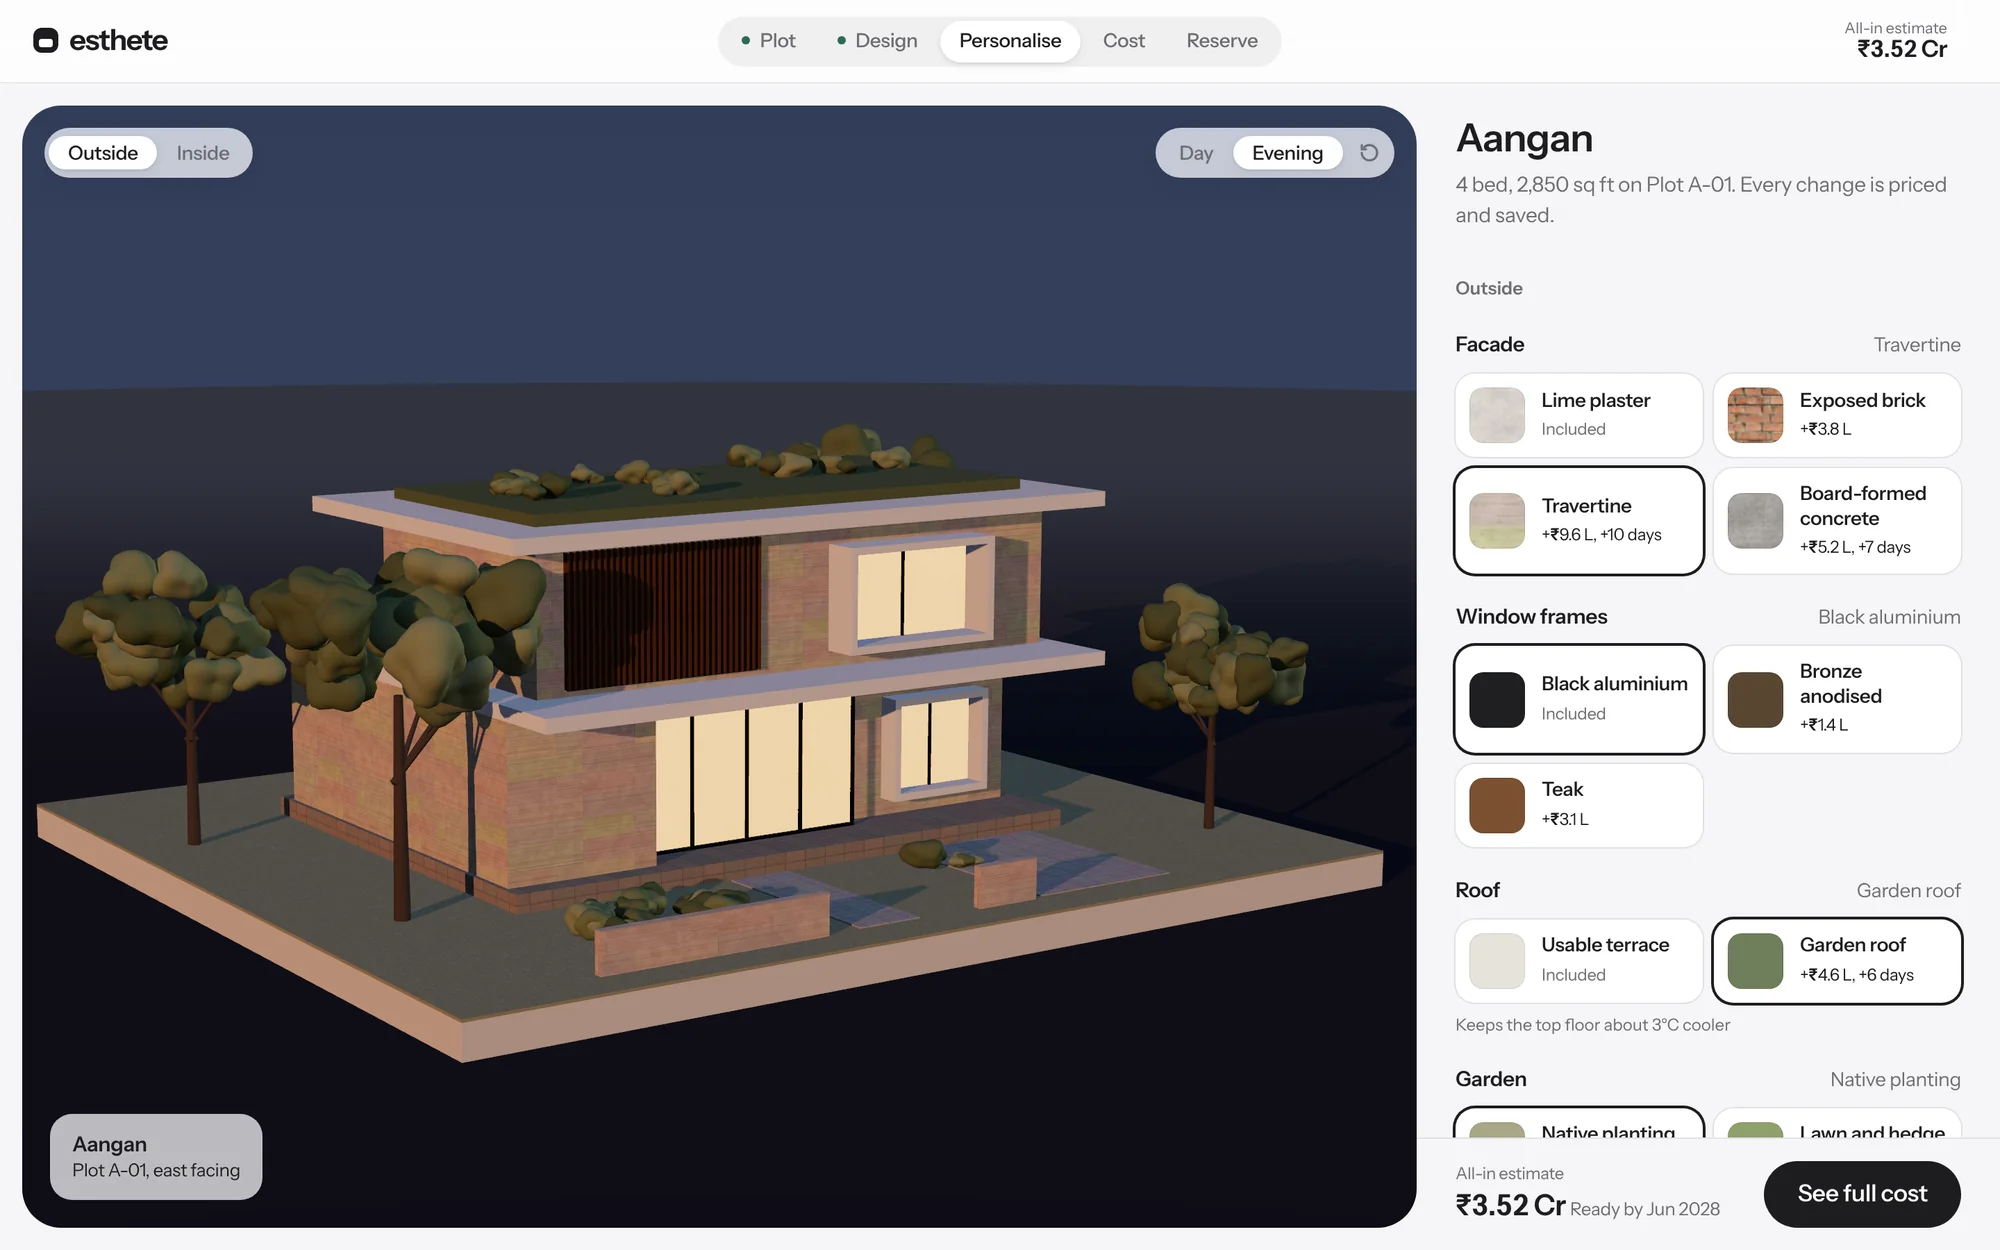 esthete
Plot
Design
Personalise
Cost
Reserve
All-in estimate
₹3.52 Cr
Outside
Inside
Day
Evening
Aangan
Plot A-01, east facing
Aangan
4 bed, 2,850 sq ft on Plot A-01. Every change is priced
and saved.
Outside
Facade
Travertine
Lime plaster
Included
Exposed brick
+₹3.8 L
Travertine
+₹9.6 L, +10 days
Board-formed
concrete
+₹5.2 L, +7 days
Window frames
Black aluminium
Black aluminium
Included
Bronze
anodised
+₹1.4 L
Teak
+₹3.1 L
Roof
Garden roof
Usable terrace
Included
Garden roof
+₹4.6 L, +6 days
Keeps the top floor about 3°C cooler
Garden
Native planting
Native planting
Lawn and hedge
All-in estimate
₹3.52 Cr Ready by Jun 2028
See full cost